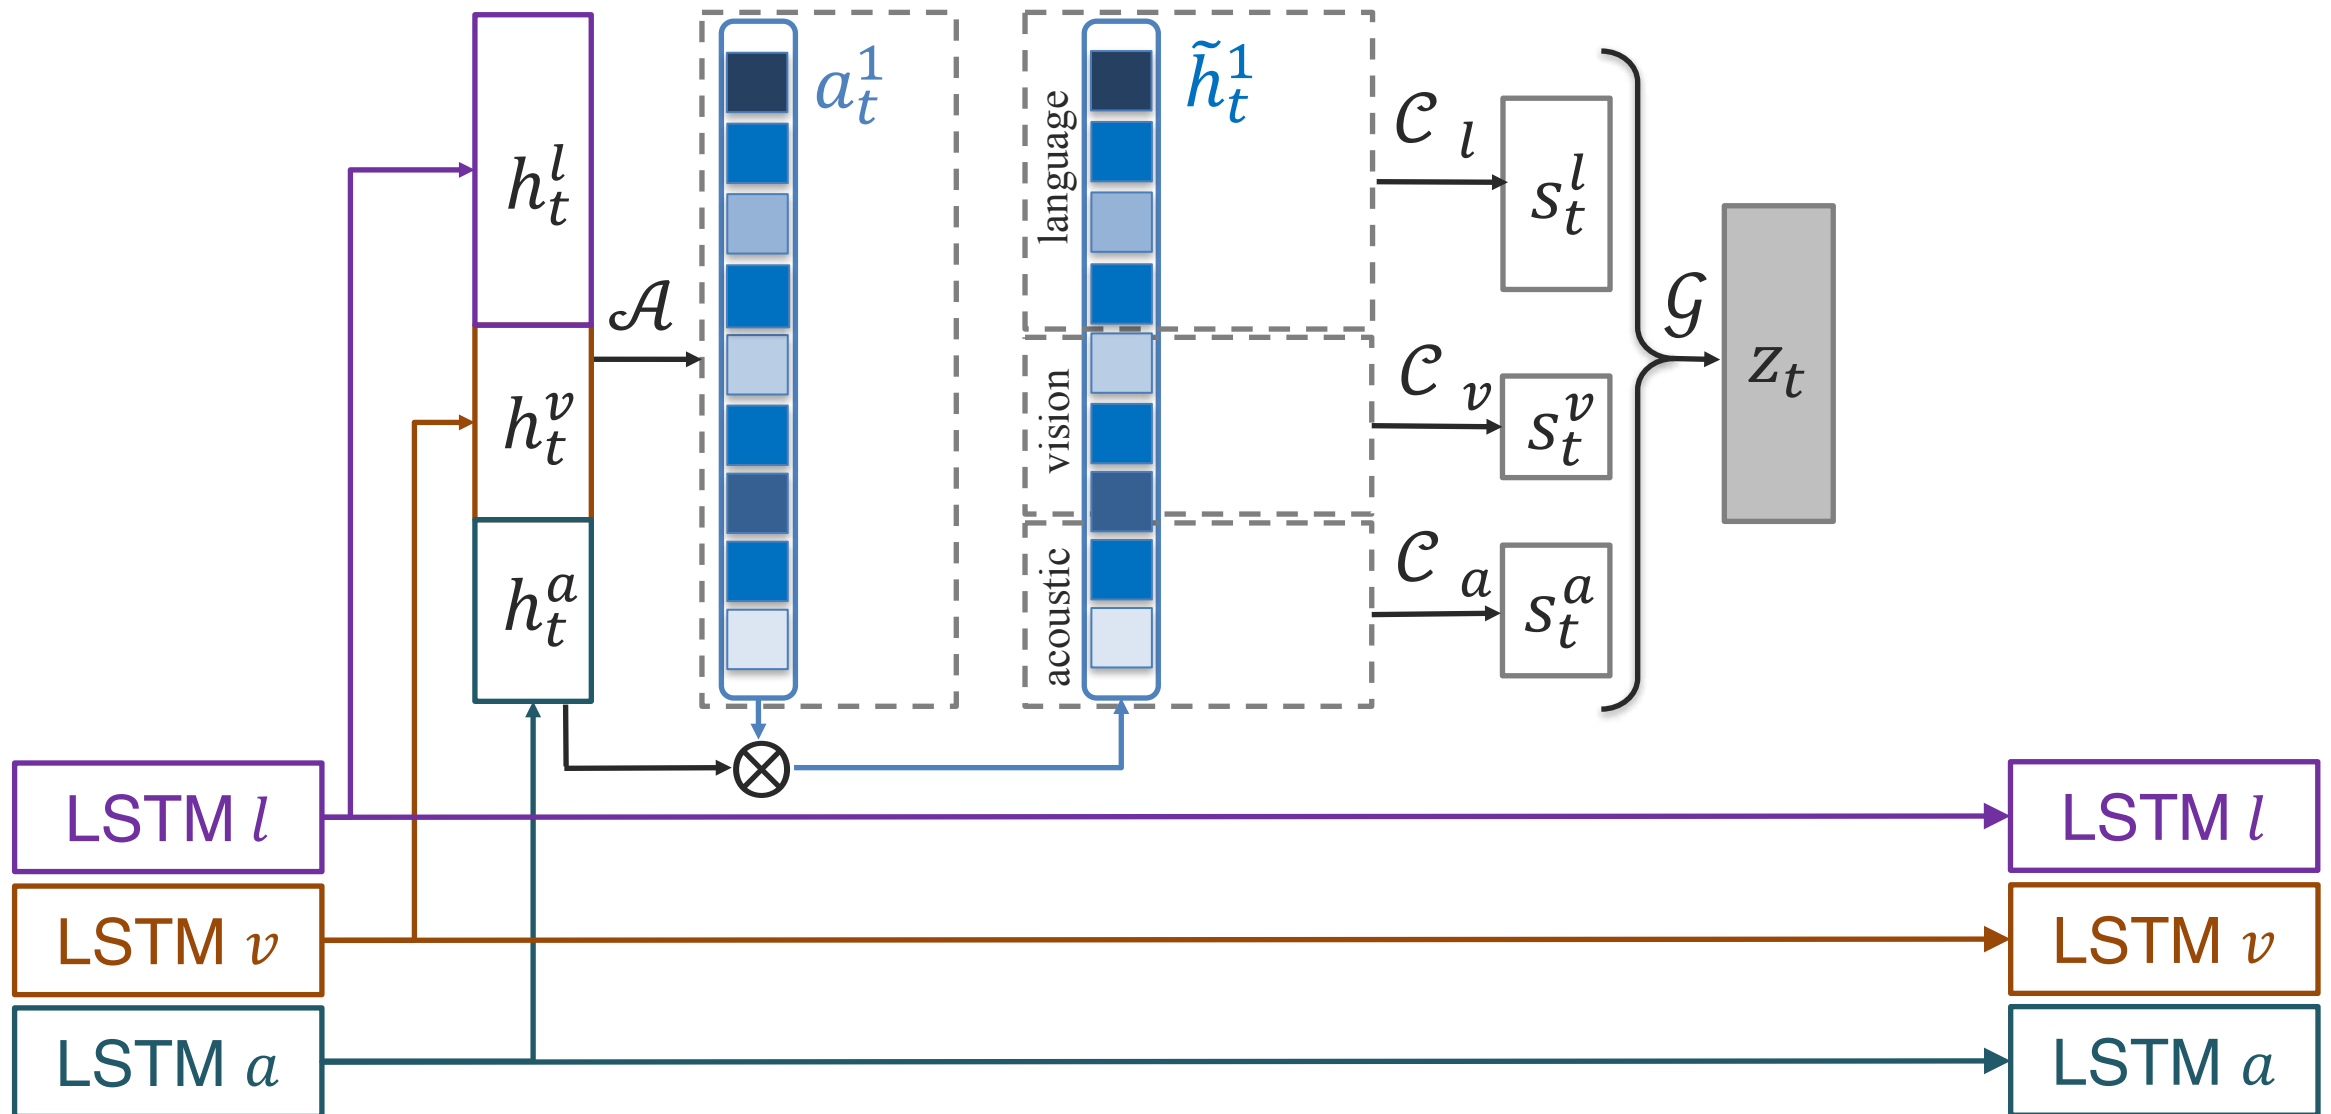 h_t^l
h_t^v
h_t^a
𝒜
a_t^1
language
vision
acoustic
h̃_t^1
𝒞 l
𝒞 v
𝒞 a
s_t^l
s_t^v
s_t^a
𝒢
z_t
LSTM l
LSTM v
LSTM a
LSTM l
LSTM v
LSTM a